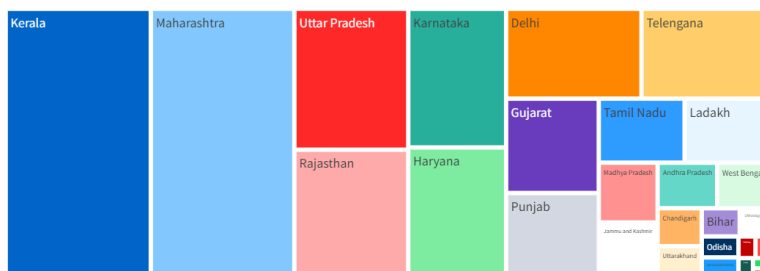 Kerala
Maharashtra
Uttar Pradesh
Karnataka
Delhi
Telengana
Gujarat
Tamil Nadu
Ladakh
Rajasthan
Haryana
Madhya Pradesh
Andhra Pradesh
West Beng
Punjab
Chandigarh
Bihar
Jammu and Kashmir
Odisha
Uttarakhand